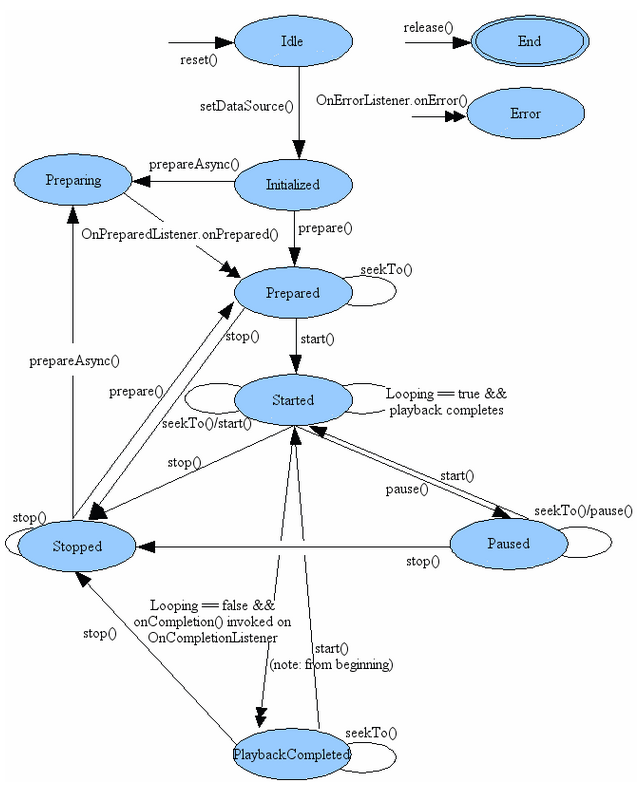 Idle
reset()
release()
End
setDataSource()
OnErrorListener.onError()
Error
prepareAsync()
Preparing
Initialized
OnPreparedListener.onPrepared()
prepare()
Prepared
seekTo()
stop()
start()
prepareAsync()
prepare()
Started
Looping == true &&
playback completes
seekTo()/start()
stop()
start()
pause()
stop()
Stopped
Paused
seekTo()/pause()
stop()
Looping == false &&
onCompletion() invoked on
OnCompletionListener
stop()
start()
(note: from beginning)
PlaybackCompleted
seekTo()